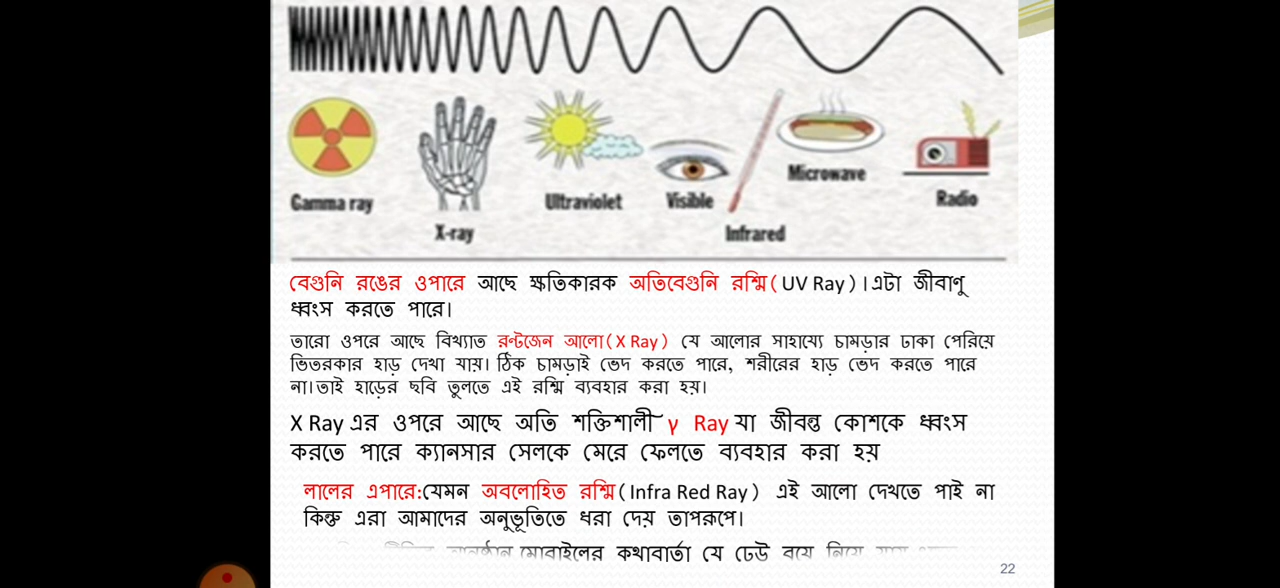 Gamma ray
X-ray
Ultraviolet
Visible
Infrared
Microwave
Radio
বেগুনি রঙের ওপারে আছে ক্ষতিকারক অতিবেগুনি রশ্মি(UV Ray)।এটা জীবাণু
ধ্বংস করতে পারে।
তারো ওপরে আছে বিখ্যাত রন্টজেন আলো(X Ray) যে আলোর সাহায্যে চামড়ার ঢাকা পেরিয়ে
ভিতরকার হাড় দেখা যায়। ঠিক চামড়াই ভেদ করতে পারে, শরীরের হাড় ভেদ করতে পারে
না।তাই হাড়ের ছবি তুলতে এই রশ্মি ব্যবহার করা হয়।
X Ray এর ওপরে আছে অতি শক্তিশালী γ Ray যা জীবন্ত কোশকে ধ্বংস
করতে পারে ক্যানসার সেলকে মেরে ফেলতে ব্যবহার করা হয়
লালের এপারে:যেমন অবলোহিত রশ্মি(Infra Red Ray) এই আলো দেখতে পাই না
কিন্তু এরা আমাদের অনুভূতিতে ধরা দেয় তাপরূপে।
মোবাইলের কথাবার্তা যে ঢেউ বয়ে নিয়ে যায়
22